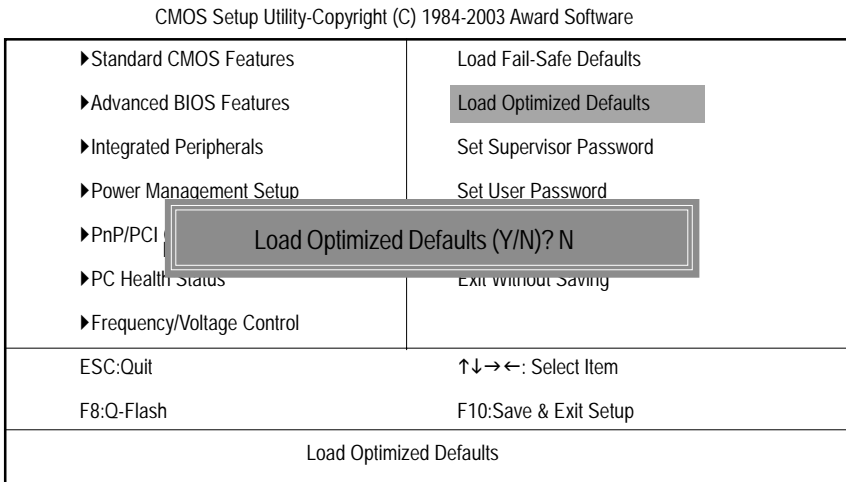 CMOS Setup Utility-Copyright (C) 1984-2003 Award Software
▶Standard CMOS Features
▶Advanced BIOS Features
▶Integrated Peripherals
▶Power Management Setup
▶PnP/PCI
▶PC Health Status
▶Frequency/Voltage Control
Load Fail-Safe Defaults
Load Optimized Defaults
Set Supervisor Password
Set User Password
Exit Without Saving
Load Optimized Defaults (Y/N)? N
ESC:Quit
↑↓→←: Select Item
F8:Q-Flash
F10:Save & Exit Setup
Load Optimized Defaults